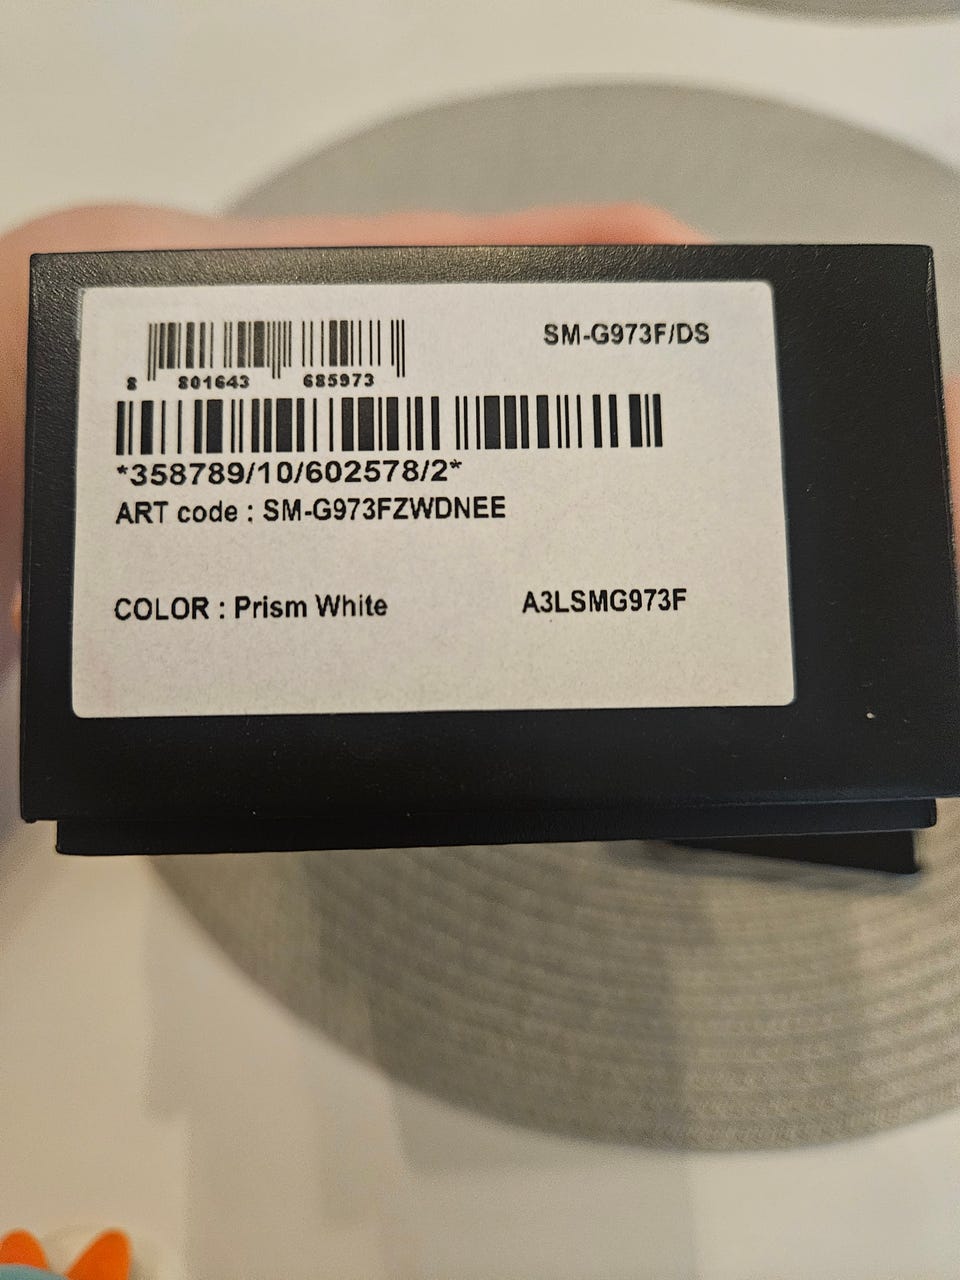 SM-G973F/DS
8 801643 685973
*358789/10/602578/2*
ART code : SM-G973FZWDNEE
COLOR : Prism White
A3LSMG973F